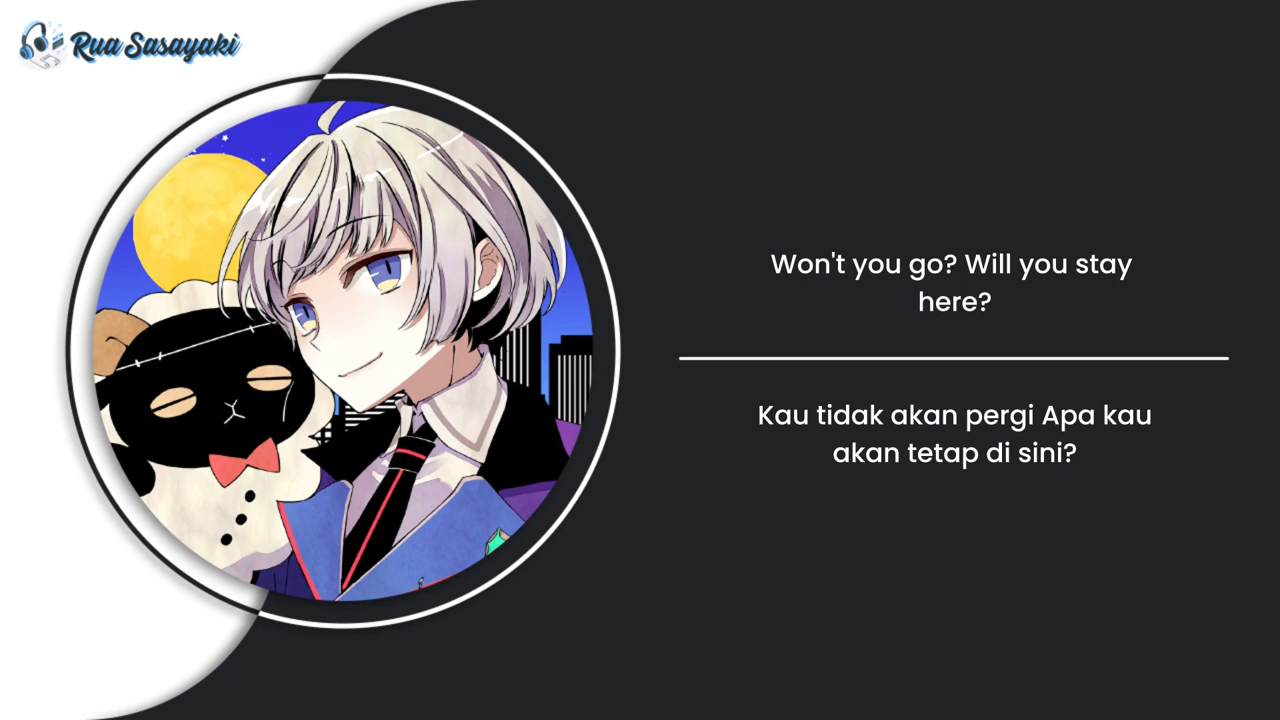 Rua Sasayaki
Won't you go? Will you stay
here?
Kau tidak akan pergi Apa kau
akan tetap di sini?